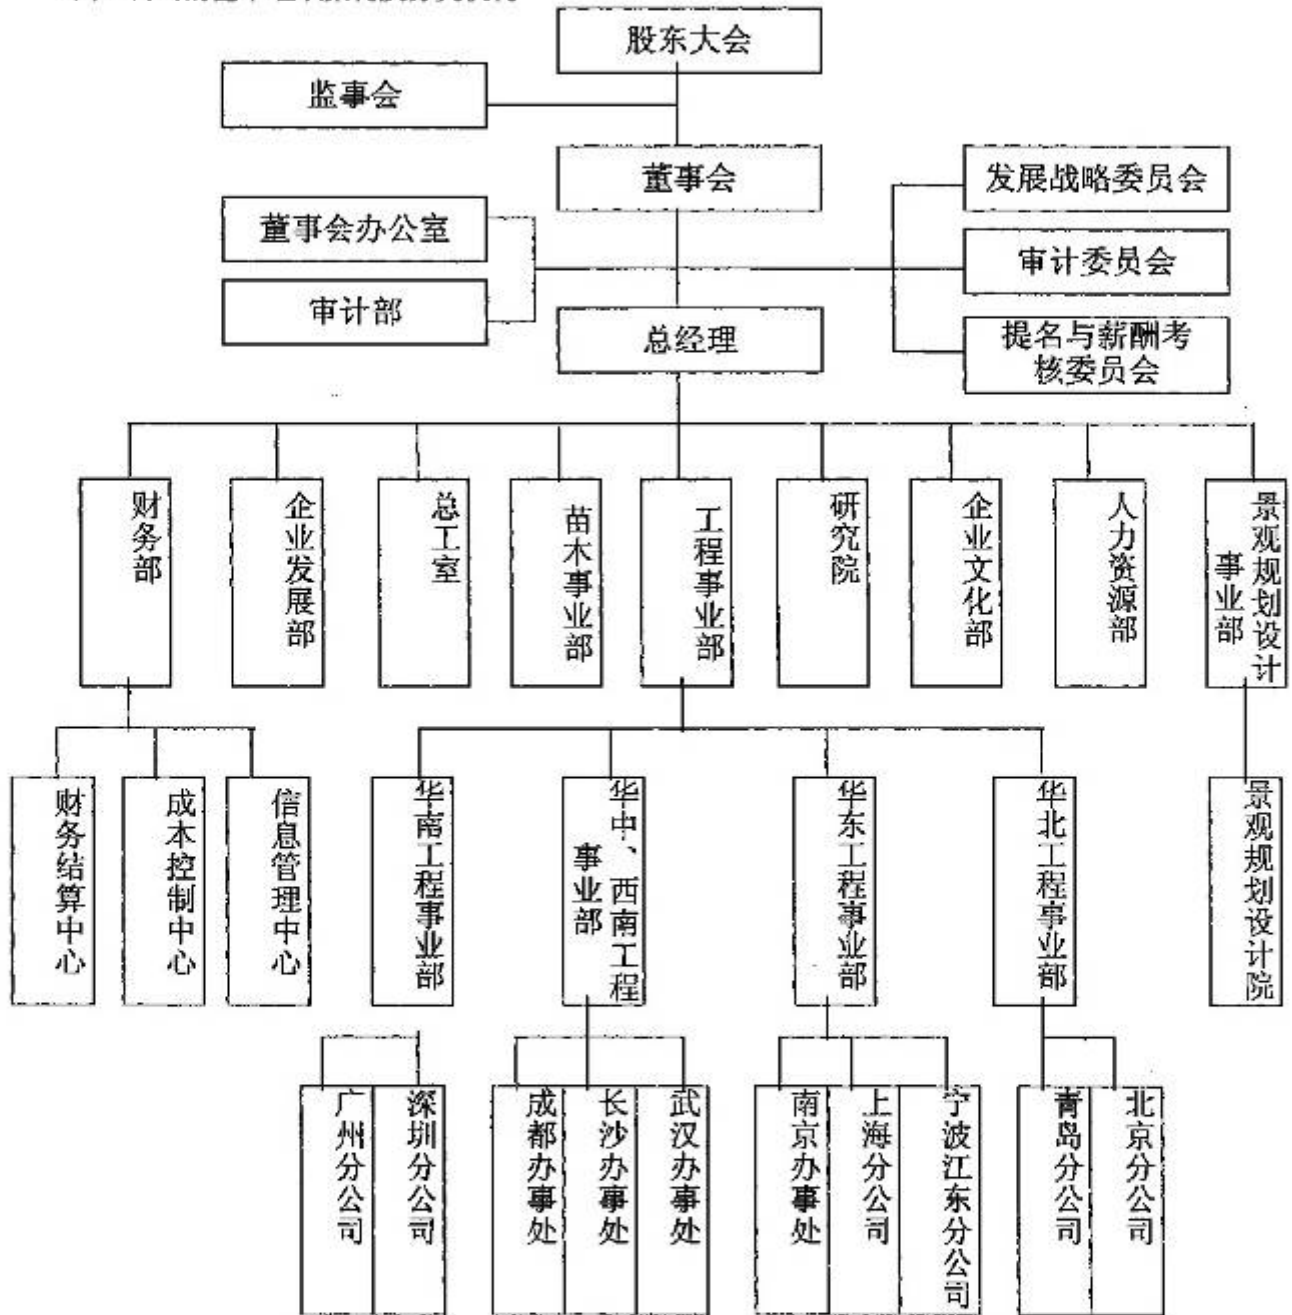 股东大会
监事会
董事会
发展战略委员会
董事会办公室
审计委员会
审计部
总经理
提名与薪酬考
核委员会
财务部
企业发展部
总工室
苗木事业部
工程事业部
研究院
企业文化部
人力资源部
景观规划设计
事业部
财务结算中心
成本控制中心
信息管理中心
华南工程事业部
华中、西南工程
事业部
华东工程事业部
华北工程事业部
景观规划设计院
广州分公司
深圳分公司
成都办事处
长沙办事处
武汉办事处
南京办事处
上海分公司
宁波江东分公司
青岛分公司
北京分公司